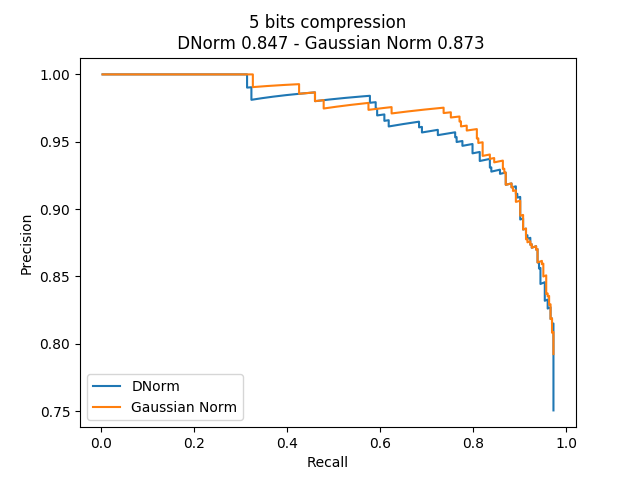 5 bits compression
DNorm 0.847 - Gaussian Norm 0.873
1.00
0.95
0.90
0.85
0.80
0.75
Precision
DNorm
Gaussian Norm
0.0 0.2 0.4 0.6 0.8 1.0
Recall